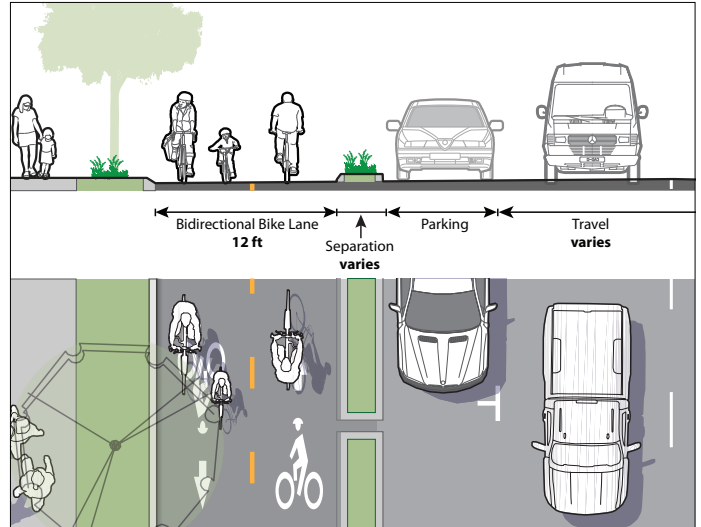 Bidirectional Bike Lane
12 ft
Separation
varies
Parking
Travel
varies